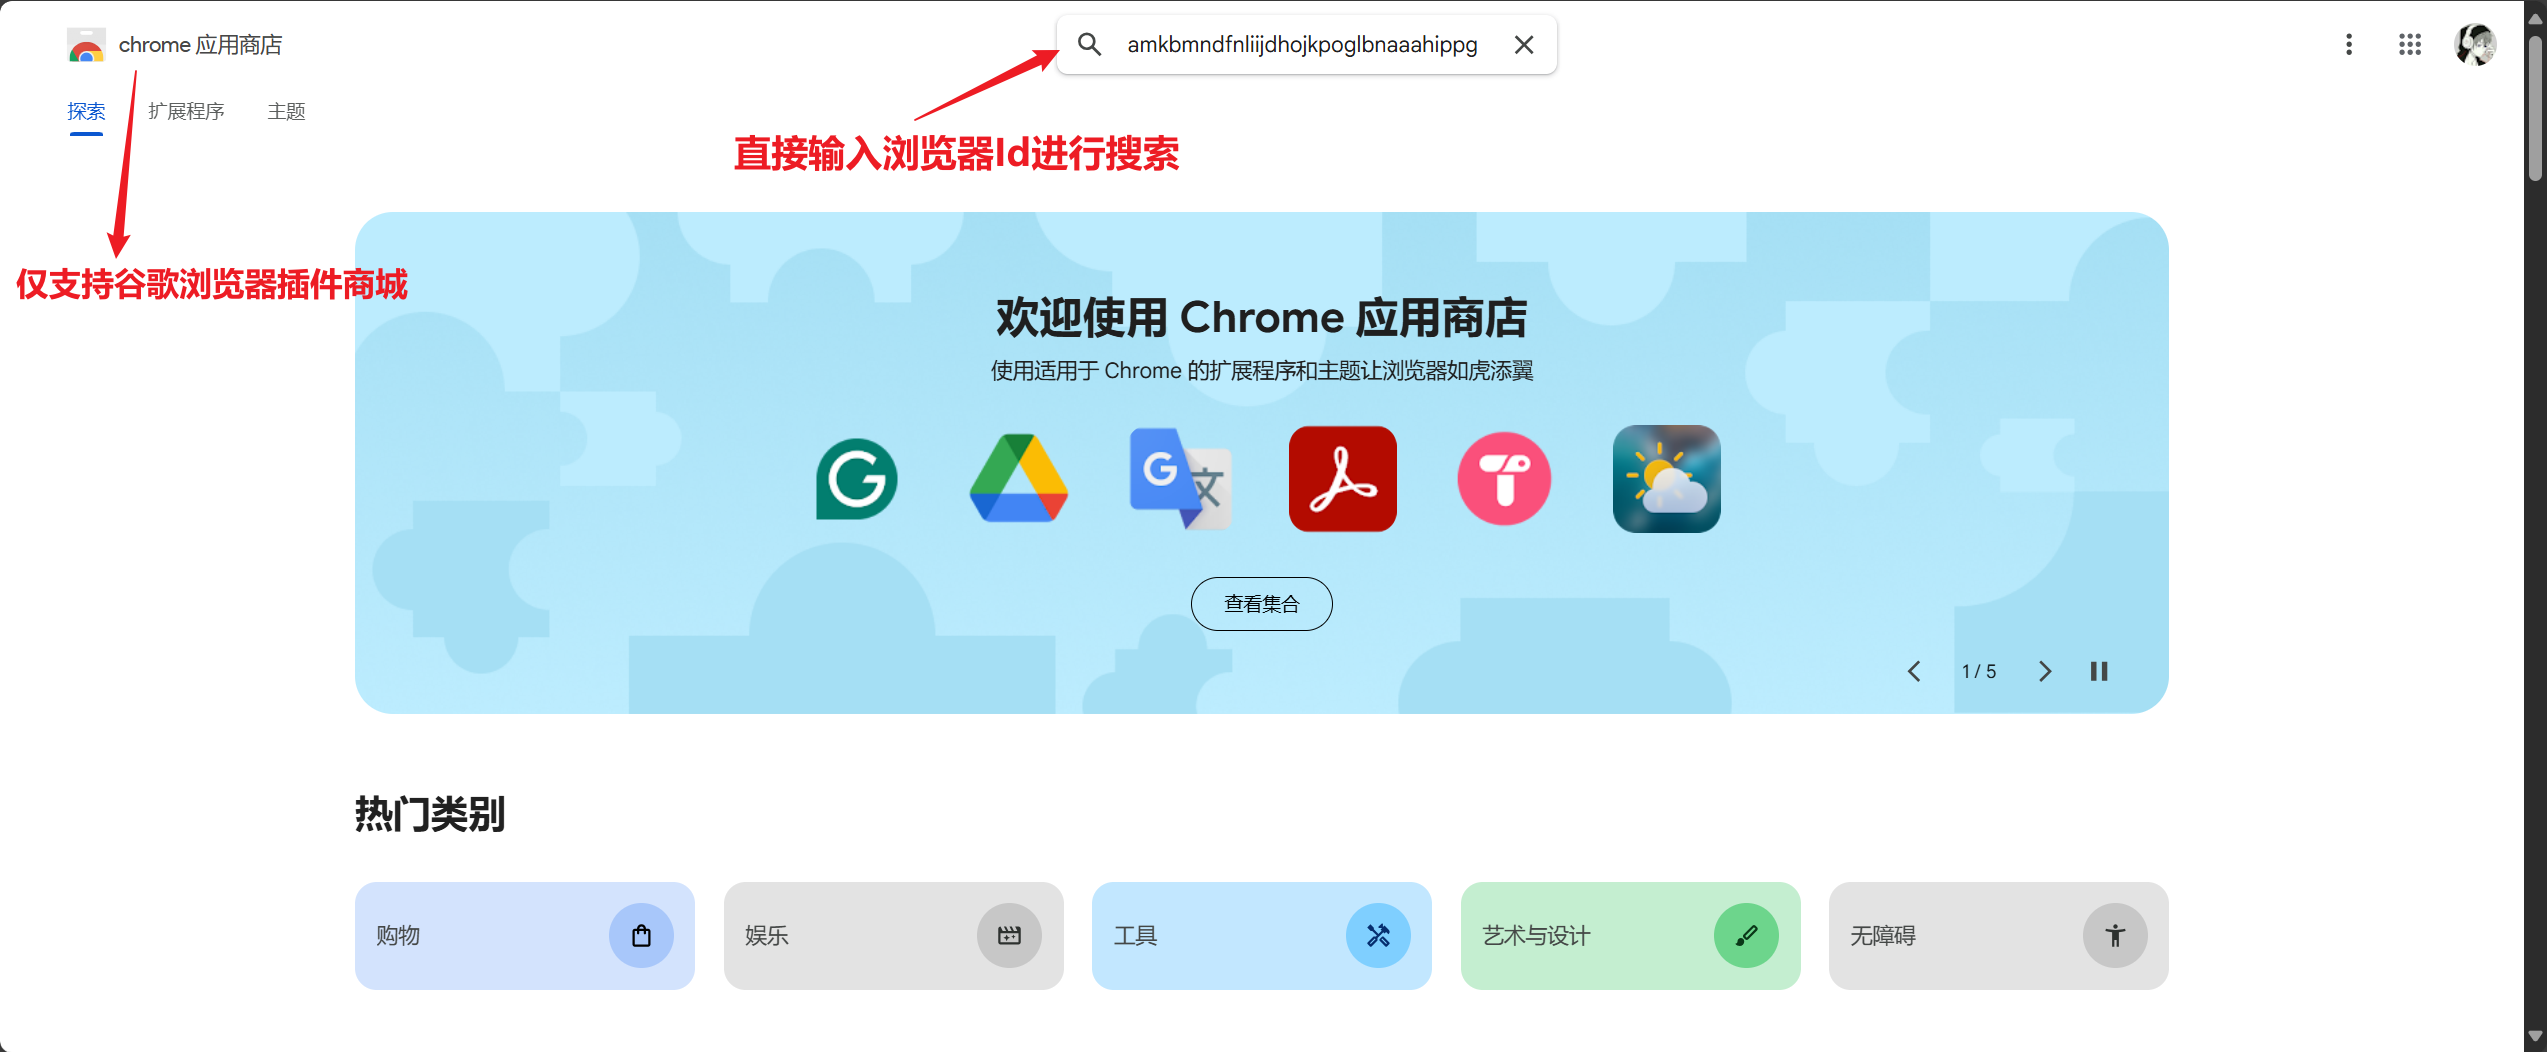 chrome 应用商店
amkbmndfnliijdhojkpoglbnaaahippg
探索
扩展程序
主题
直接输入浏览器Id进行搜索
仅支持谷歌浏览器插件商城
欢迎使用 Chrome 应用商店
使用适用于 Chrome 的扩展程序和主题让浏览器如虎添翼
查看集合
1 / 5
热门类别
购物
娱乐
工具
艺术与设计
无障碍